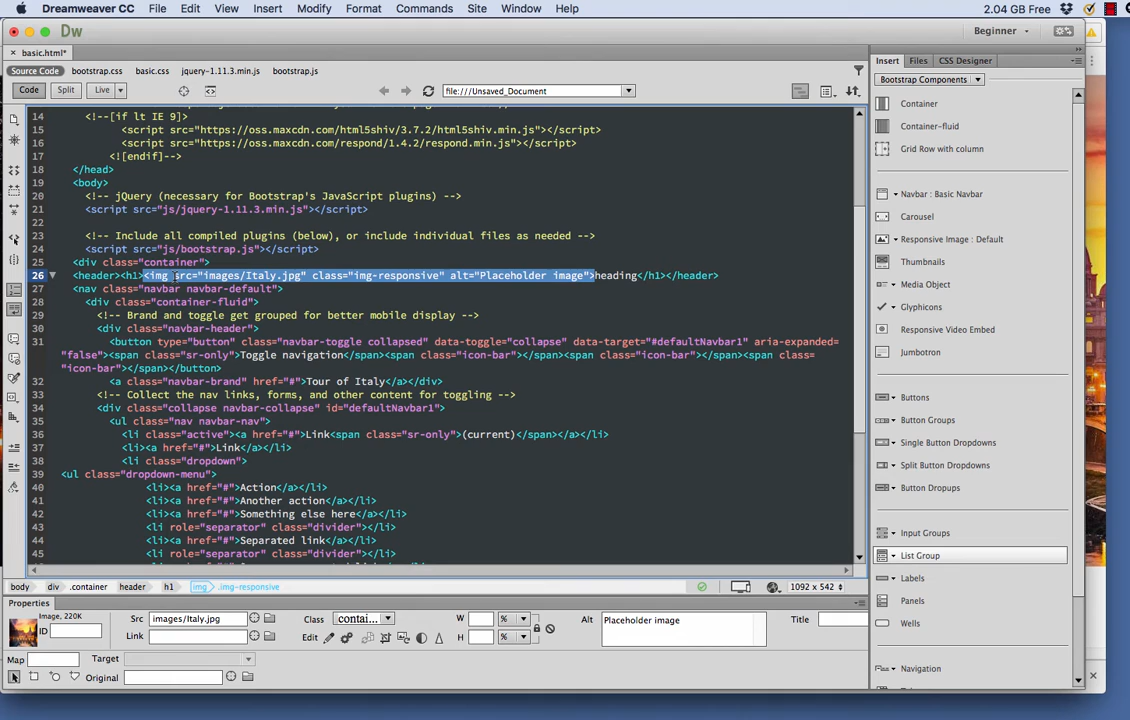 Dreamweaver CC File Edit View Insert Modify Format Commands Site Window Help 2.04 GB Free
Dw Beginner
basic.html*
Source Code bootstrap.css basic.css jquery-1.11.3.min.js bootstrap.js
Code Split Live file:///Unsaved_Document
14 <!--[if lt IE 9]>
15 <script src="https://oss.maxcdn.com/html5shiv/3.7.2/html5shiv.min.js"></script>
16 <script src="https://oss.maxcdn.com/respond/1.4.2/respond.min.js"></script>
17 <![endif]-->
18 </head>
19 <body>
20 <!-- jQuery (necessary for Bootstrap's JavaScript plugins) -->
21 <script src="js/jquery-1.11.3.min.js"></script>
22
23 <!-- Include all compiled plugins (below), or include individual files as needed -->
24 <script src="js/bootstrap.js"></script>
25 <div class="container">
26 <header><h1><img src="images/Italy.jpg" class="img-responsive" alt="Placeholder image">heading</h1></header>
27 <nav class="navbar navbar-default">
28 <div class="container-fluid">
29 <!-- Brand and toggle get grouped for better mobile display -->
30 <div class="navbar-header">
31 <button type="button" class="navbar-toggle collapsed" data-toggle="collapse" data-target="#defaultNavbar1" aria-expanded=
"false"><span class="sr-only">Toggle navigation</span><span class="icon-bar"></span><span class="icon-bar"></span><span class=
"icon-bar"></span></button>
32 <a class="navbar-brand" href="#">Tour of Italy</a></div>
33 <!-- Collect the nav links, forms, and other content for toggling -->
34 <div class="collapse navbar-collapse" id="defaultNavbar1">
35 <ul class="nav navbar-nav">
36 <li class="active"><a href="#">Link<span class="sr-only">(current)</span></a></li>
37 <li><a href="#">Link</a></li>
38 <li class="dropdown">
39 <ul class="dropdown-menu">
40 <li><a href="#">Action</a></li>
41 <li><a href="#">Another action</a></li>
42 <li><a href="#">Something else here</a></li>
43 <li role="separator" class="divider"></li>
44 <li><a href="#">Separated link</a></li>
45 <li role="separator" class="divider"></li>
body div .container header h1 img .img-responsive 1092 x 542
Properties
Image, 220K Src images/Italy.jpg Class contai... W % Alt Placeholder image Title
ID Link Edit H %
Map Target
Original
Insert Files CSS Designer
Bootstrap Components
Container
Container-fluid
Grid Row with column
Navbar : Basic Navbar
Carousel
Responsive Image : Default
Thumbnails
Media Object
Glyphicons
Responsive Video Embed
Jumbotron
Buttons
Button Groups
Single Button Dropdowns
Split Button Dropdowns
Button Dropups
Input Groups
List Group
Labels
Panels
Wells
Navigation